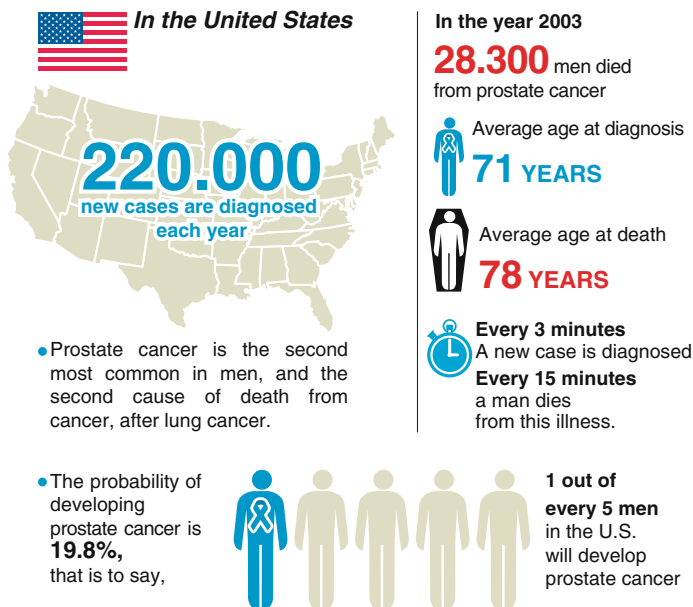 In the United States
220.000
new cases are diagnosed
each year
• Prostate cancer is the second
most common in men, and the
second cause of death from
cancer, after lung cancer.
In the year 2003
28.300 men died
from prostate cancer
Average age at diagnosis
71 YEARS
Average age at death
78 YEARS
Every 3 minutes
A new case is diagnosed
Every 15 minutes
a man dies
from this illness.
• The probability of
developing
prostate cancer is
19.8%,
that is to say,
1 out of
every 5 men
in the U.S.
will develop
prostate cancer